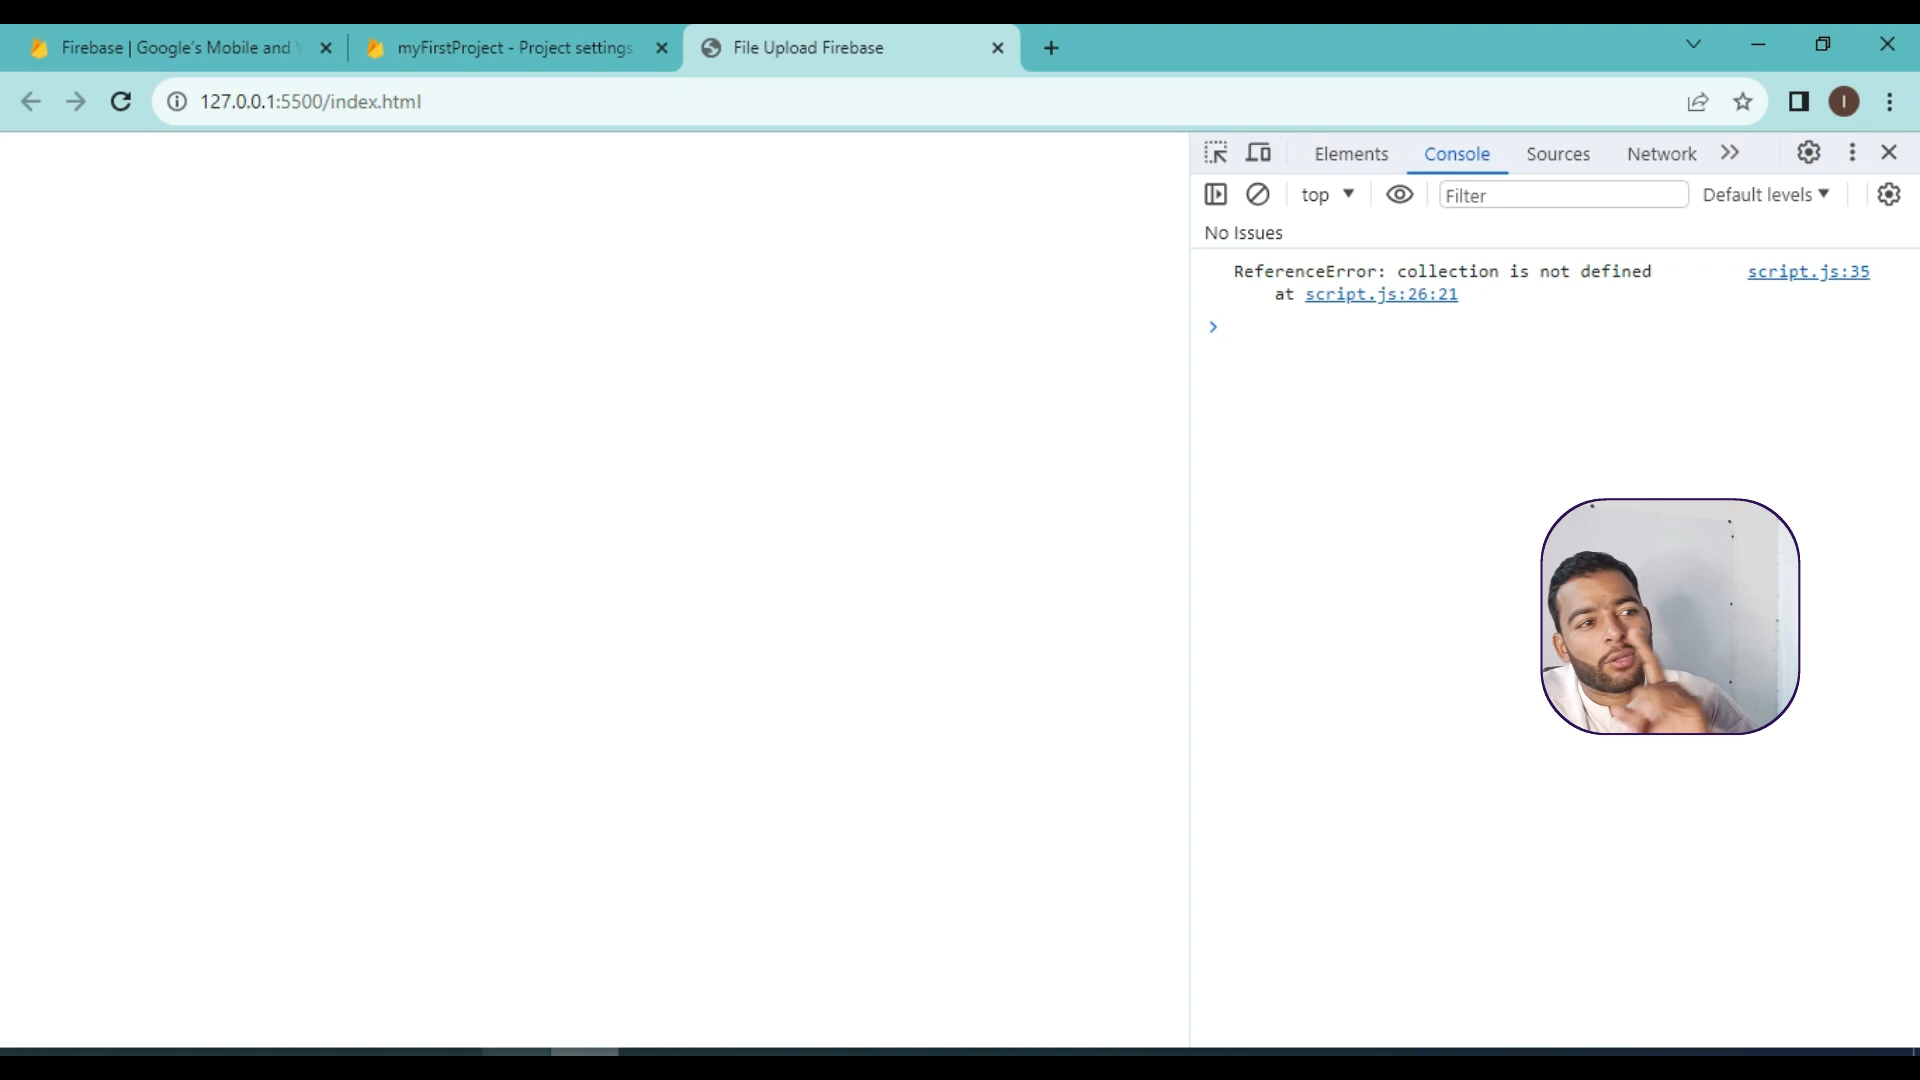 Firebase | Google's Mobile and
myFirstProject - Project settings
File Upload Firebase
127.0.0.1:5500/index.html
I
Elements
Console
Sources
Network
top
Filter
Default levels
No Issues
ReferenceError: collection is not defined
script.js:35
at script.js:26:21